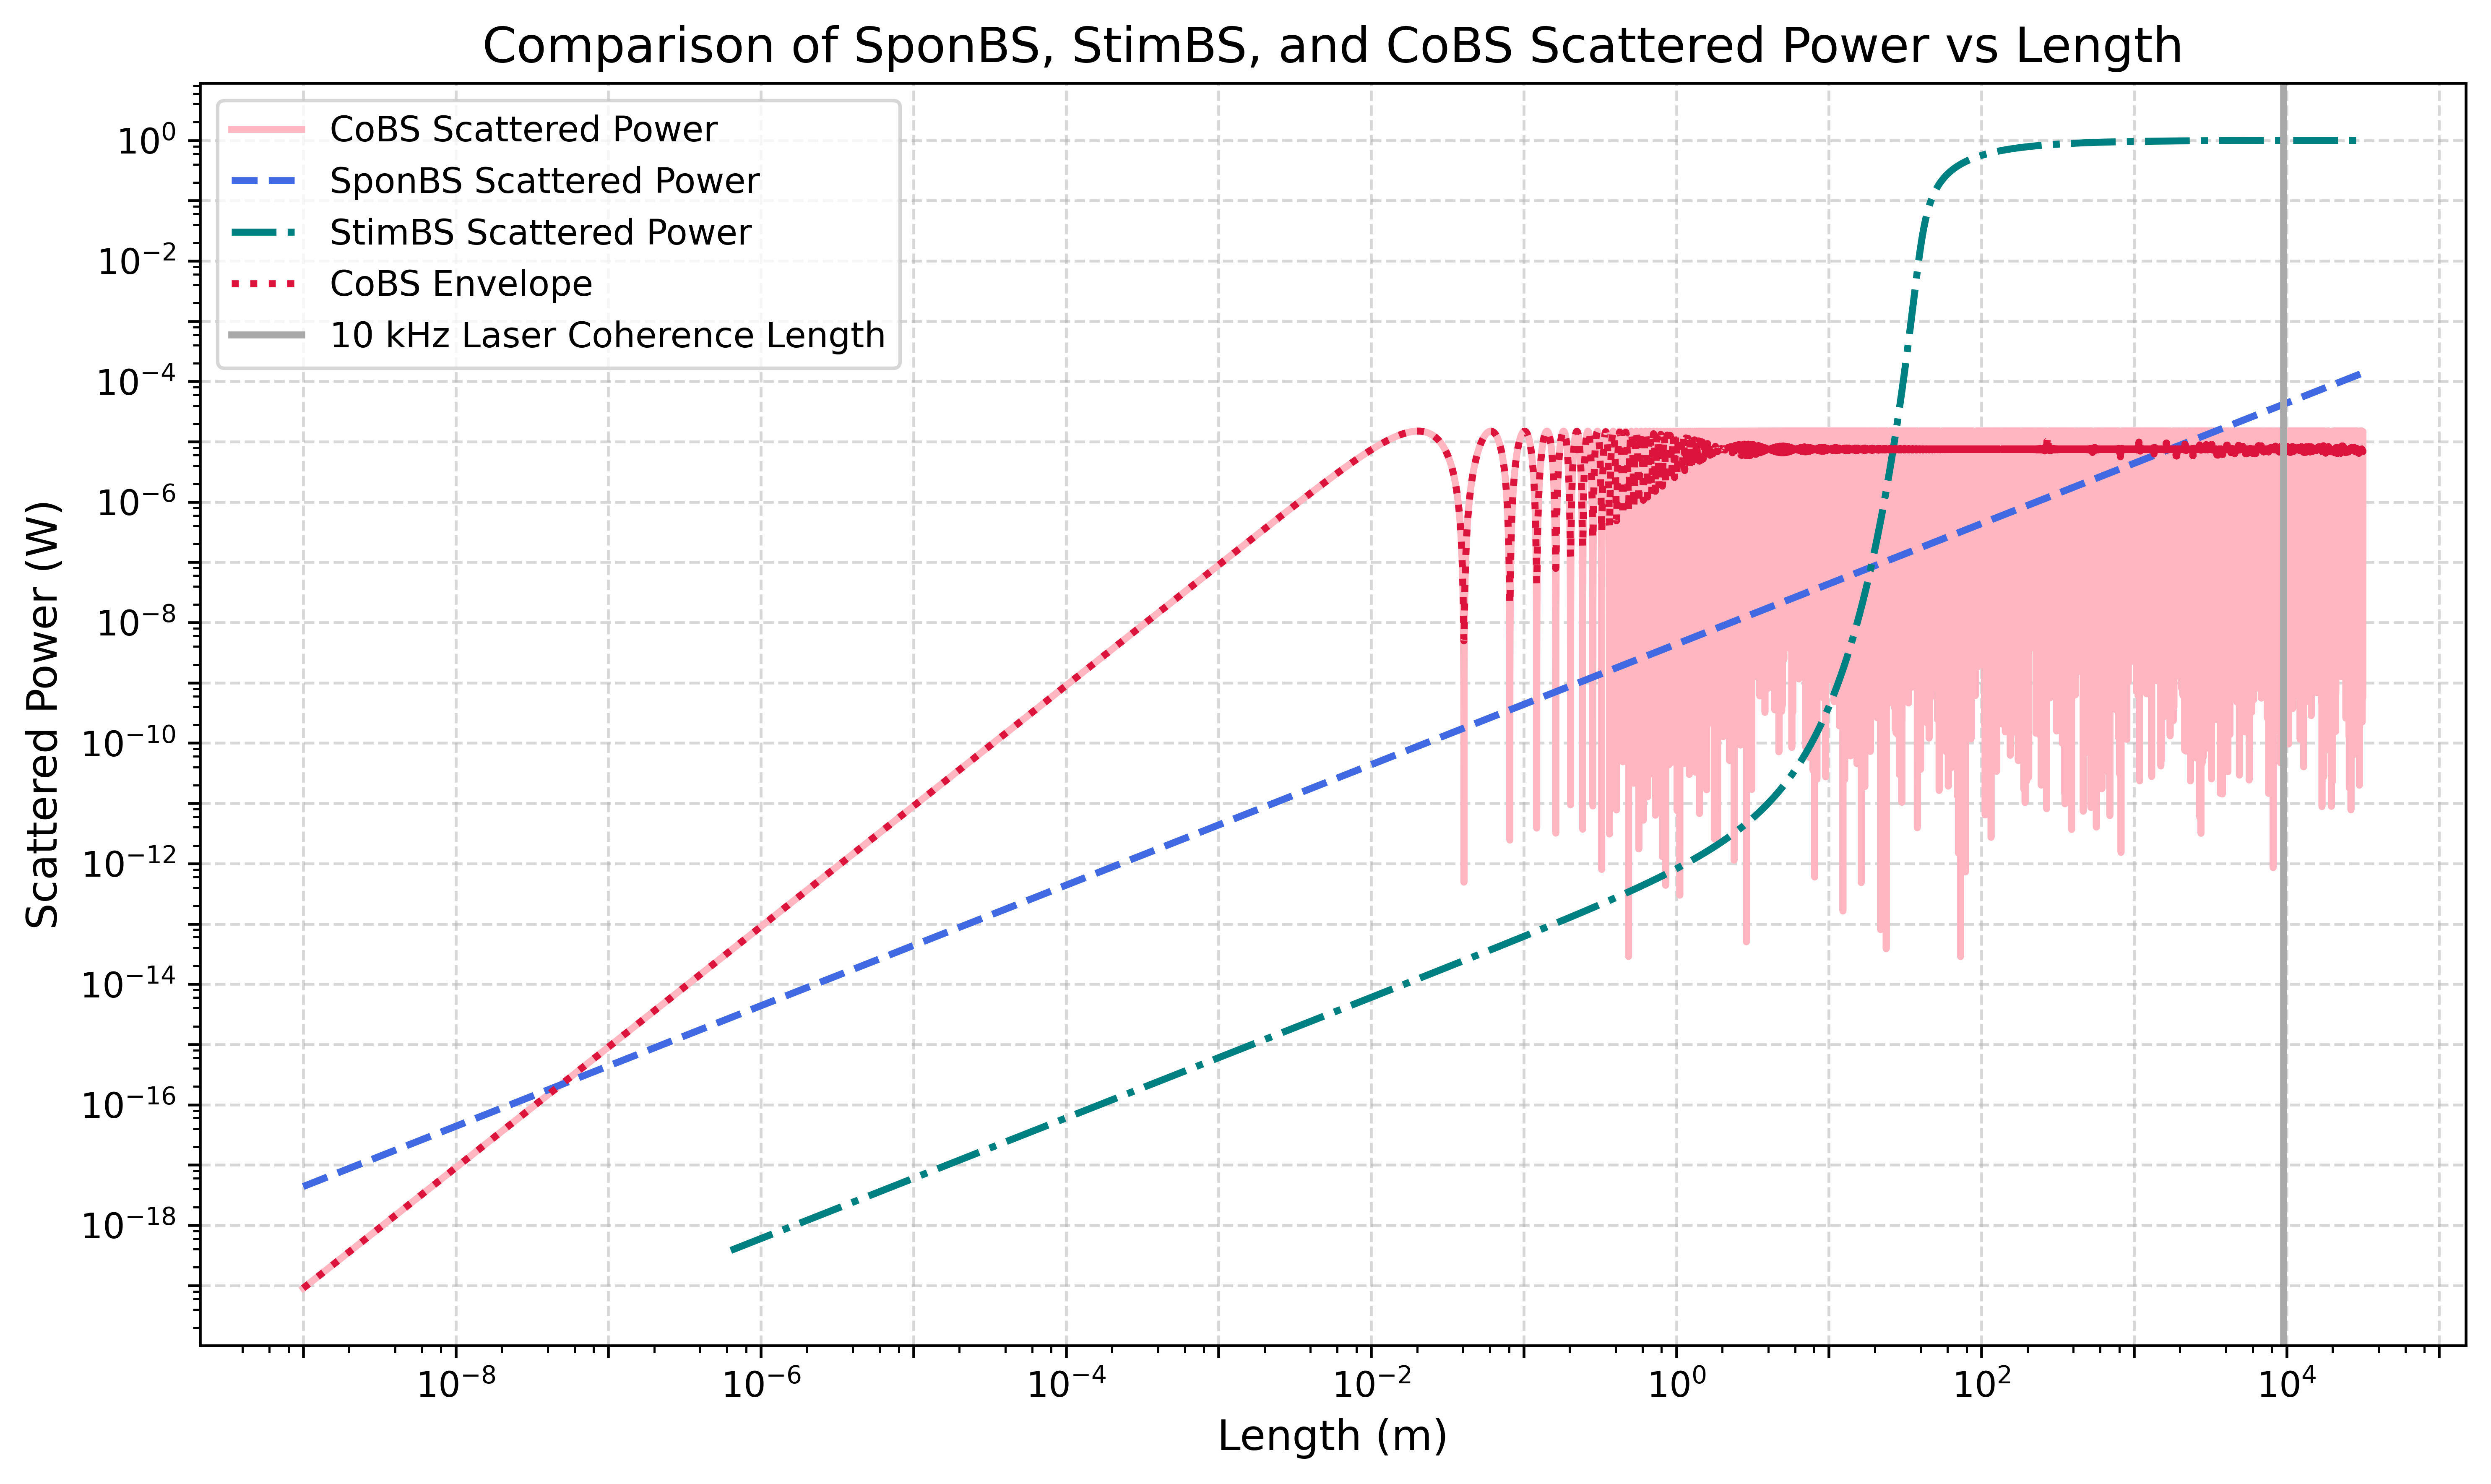 Comparison of SponBS, StimBS, and CoBS Scattered Power vs Length
CoBS Scattered Power
SponBS Scattered Power
StimBS Scattered Power
CoBS Envelope
10 kHz Laser Coherence Length
Scattered Power (W)
10⁰
10⁻²
10⁻⁴
10⁻⁶
10⁻⁸
10⁻¹⁰
10⁻¹²
10⁻¹⁴
10⁻¹⁶
10⁻¹⁸
10⁻⁸ 10⁻⁶ 10⁻⁴ 10⁻² 10⁰ 10² 10⁴
Length (m)